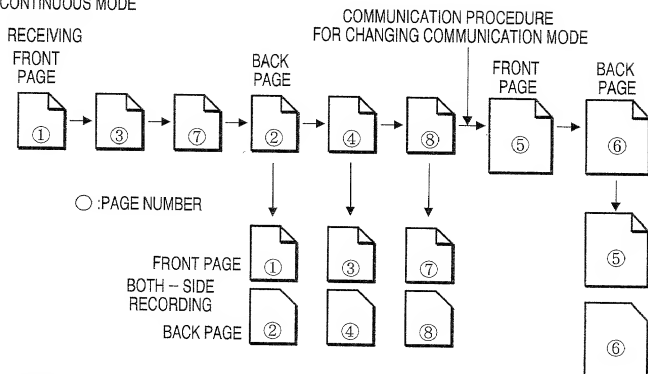 CONTINUOUS MODE
COMMUNICATION PROCEDURE
FOR CHANGING COMMUNICATION MODE
RECEIVING
FRONT
PAGE
BACK
PAGE
FRONT
PAGE
BACK
PAGE
① ③ ⑦ ② ④ ⑧ ⑤ ⑥
○ :PAGE NUMBER
FRONT PAGE ① ③ ⑦ ⑤
BOTH – SIDE
RECORDING
BACK PAGE ② ④ ⑧ ⑥